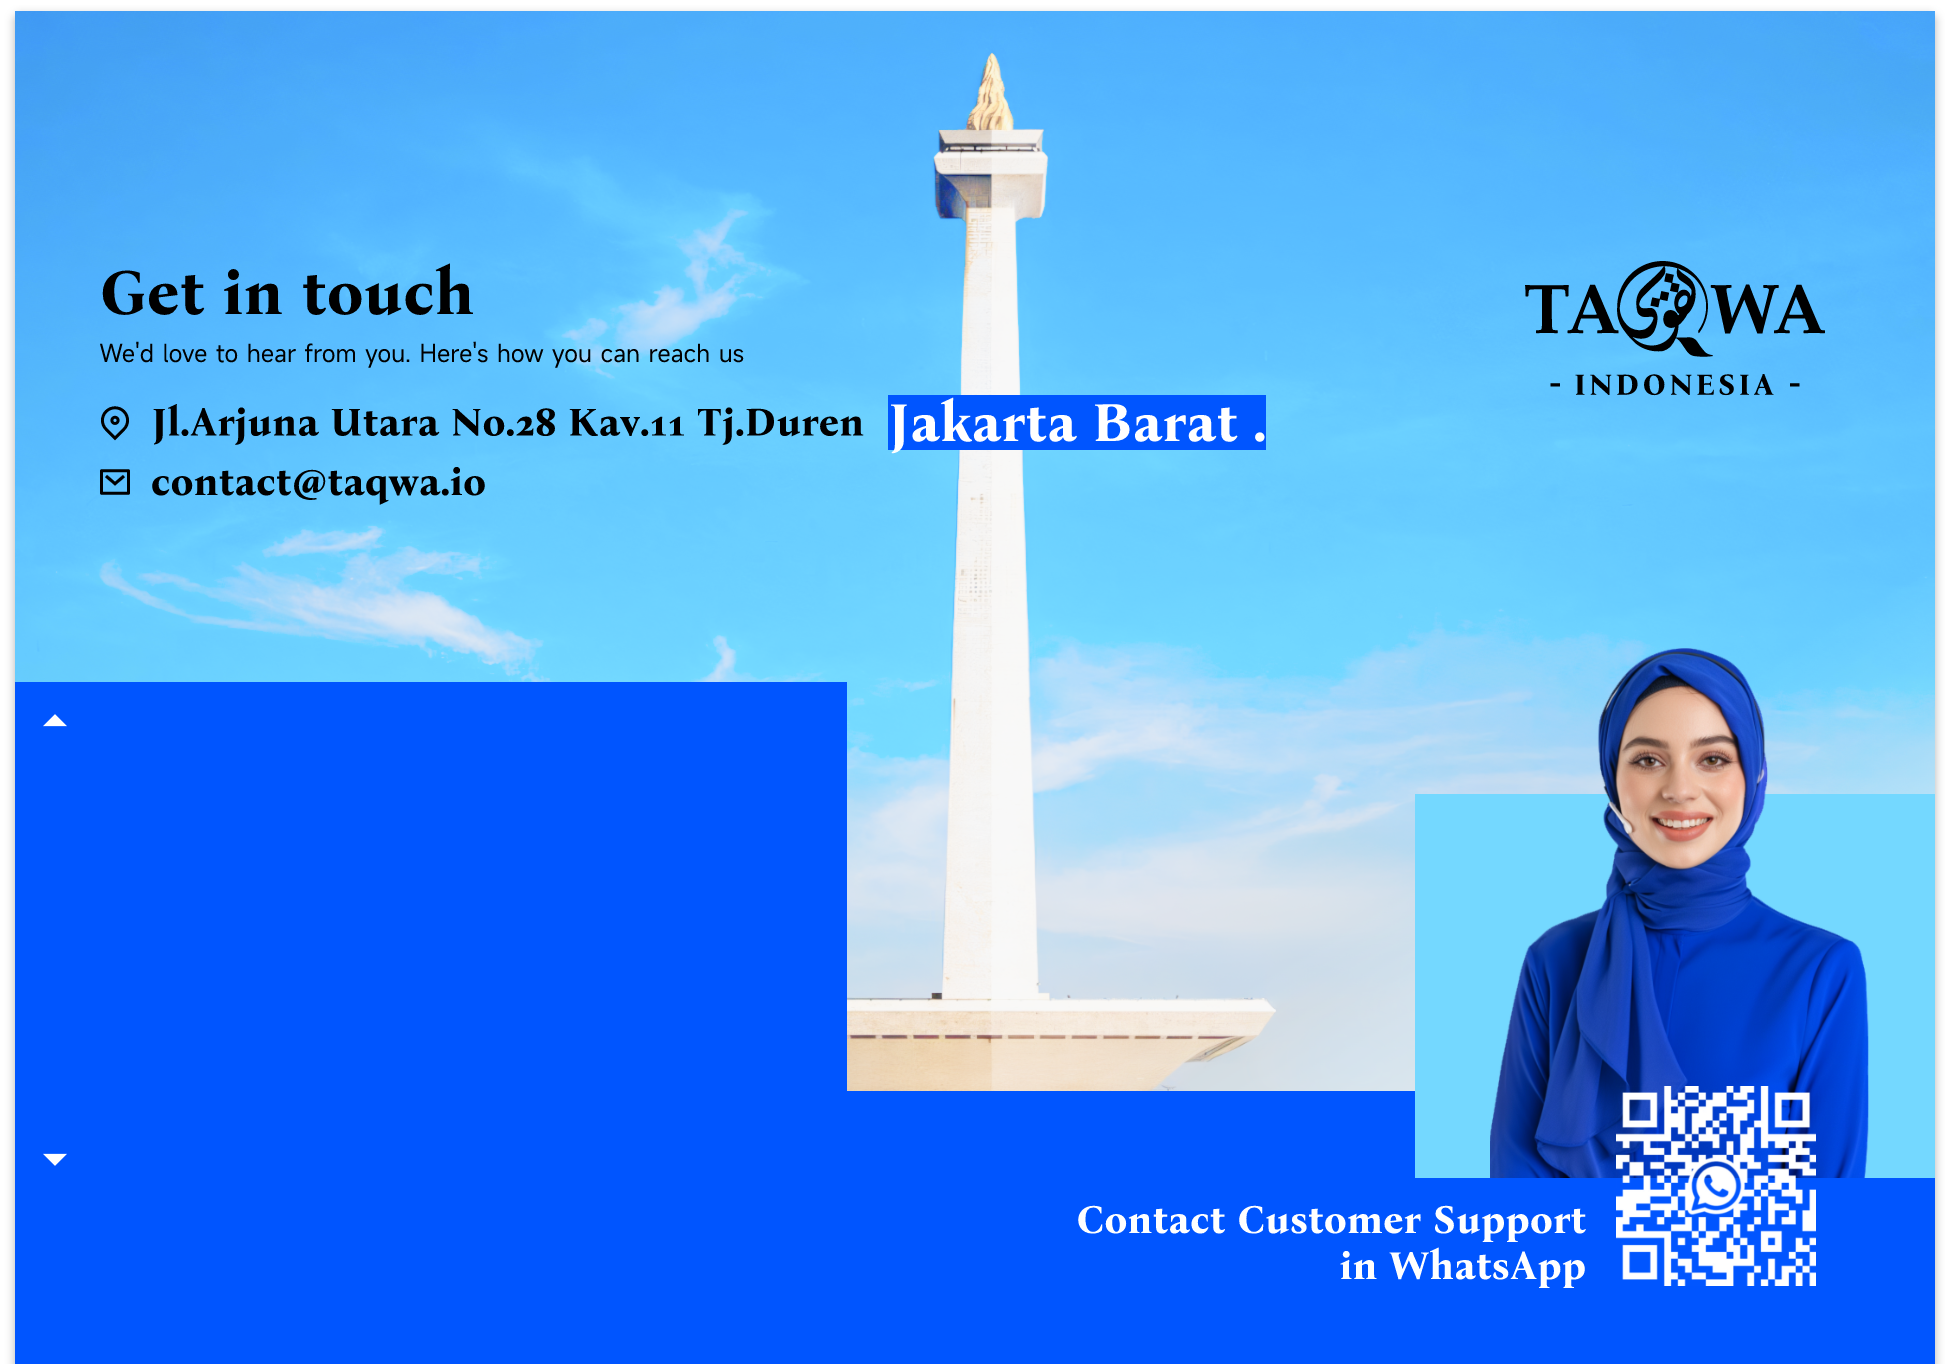 Get in touch
We'd love to hear from you. Here's how you can reach us
Jl.Arjuna Utara No.28 Kav.11 Tj.Duren Jakarta Barat .
contact@taqwa.io
TAQWA
- INDONESIA -
Contact Customer Support
in WhatsApp